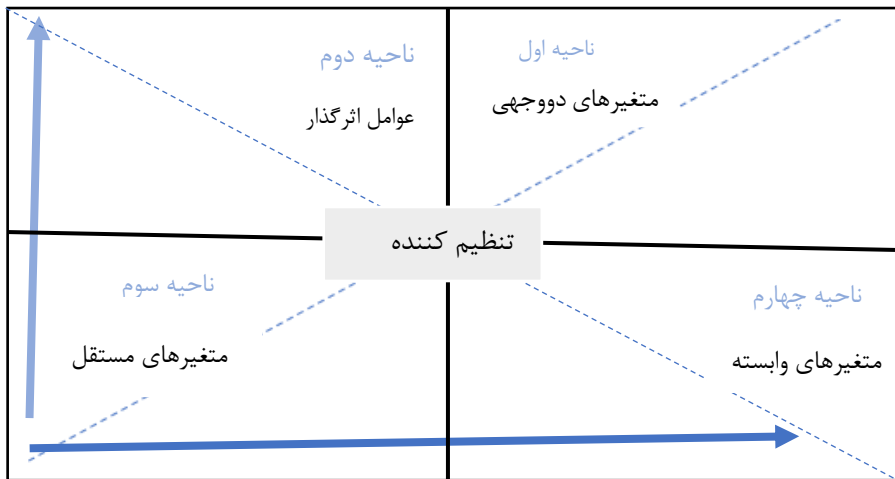 ناحیه اول
متغیرهای دووجهی
ناحیه دوم
عوامل اثرگذار
تنظیم کننده
ناحیه سوم
متغیرهای مستقل
ناحیه چهارم
متغیرهای وابسته